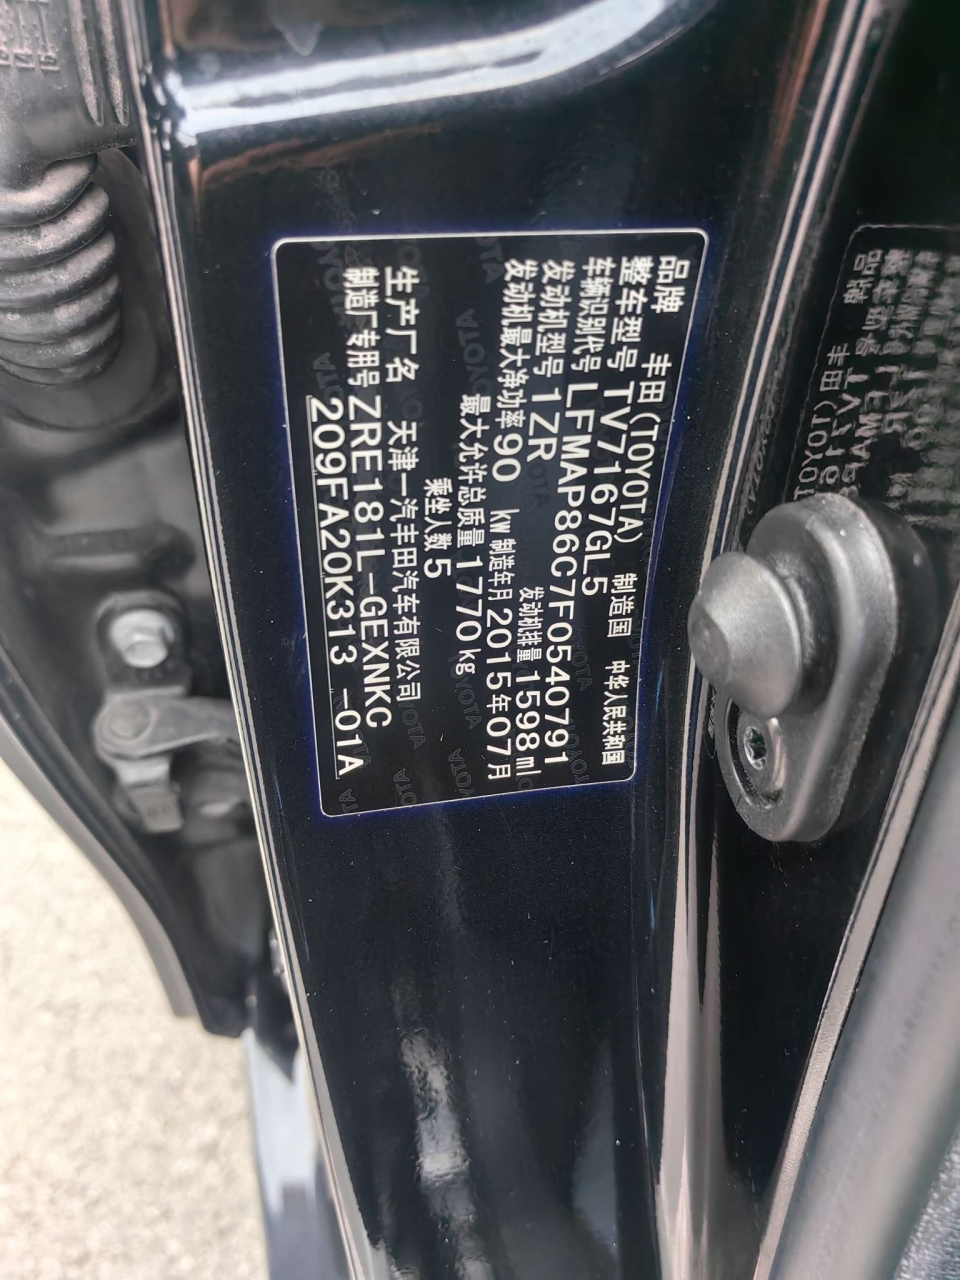 品牌 丰田(TOYOTA) 制造国 中华人民共和国
整车型号 TV7167GL5
车辆识别代号 LFMAP86C7F0540791
发动机型号 1ZR 发动机排量 1598 ml
发动机最大净功率 90 kW 制造年月 2015年07月
最大允许总质量 1770 kg
乘坐人数 5
生产厂名 天津一汽丰田汽车有限公司
制造厂专用号 ZRE181L-GEXNKG
209FA20K313 -01A